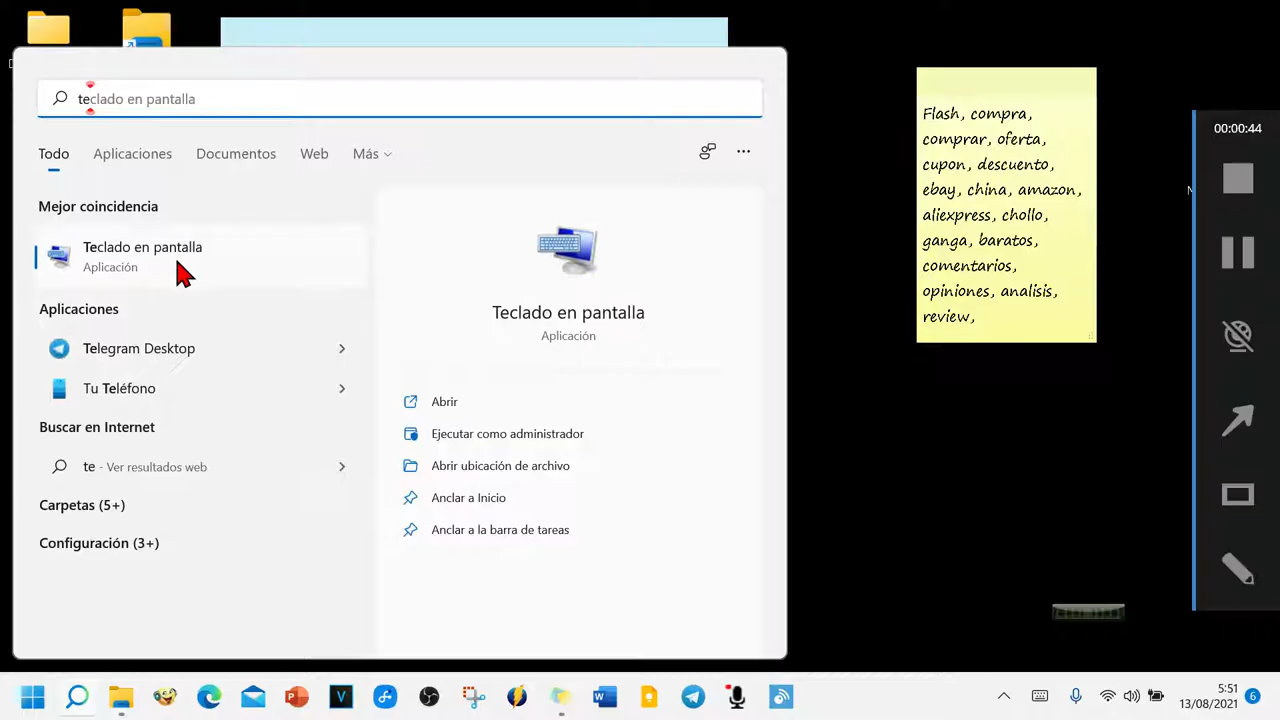 teclado en pantalla
Todo
Aplicaciones
Documentos
Web
Más
Mejor coincidencia
Teclado en pantalla
Aplicación
Aplicaciones
Telegram Desktop
Tu Teléfono
Buscar en Internet
te - Ver resultados web
Carpetas (5+)
Configuración (3+)
Teclado en pantalla
Aplicación
Abrir
Ejecutar como administrador
Abrir ubicación de archivo
Anclar a Inicio
Anclar a la barra de tareas
Flash, compra,
comprar, oferta,
cupon, descuento,
ebay, china, amazon,
aliexpress, chollo,
ganga, baratos,
comentarios,
opiniones, analisis,
review,
00:00:44
5:51
13/08/2021
6